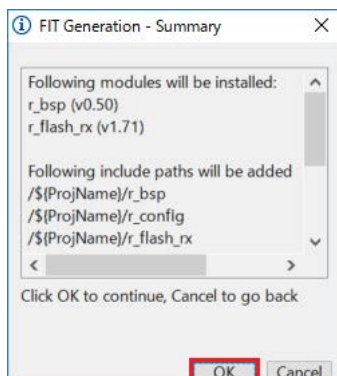 FIT Generation - Summary
Following modules will be installed:
r_bsp (v0.50)
r_flash_rx (v1.71)
Following include paths will be added
/${ProjName}/r_bsp
/${ProjName}/r_config
/${ProjName}/r_flash_rx
Click OK to continue, Cancel to go back
OK Cancel